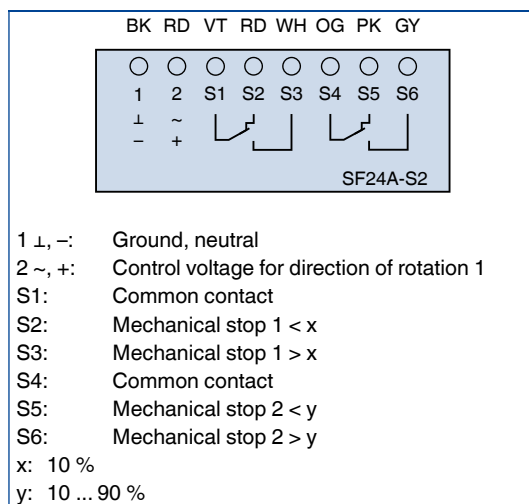 BK RD VT RD WH OG PK GY
1 2 S1 S2 S3 S4 S5 S6
⊥ ~
– +
SF24A-S2
1 ⊥, –: Ground, neutral
2 ~, +: Control voltage for direction of rotation 1
S1: Common contact
S2: Mechanical stop 1 < x
S3: Mechanical stop 1 > x
S4: Common contact
S5: Mechanical stop 2 < y
S6: Mechanical stop 2 > y
x: 10 %
y: 10 ... 90 %